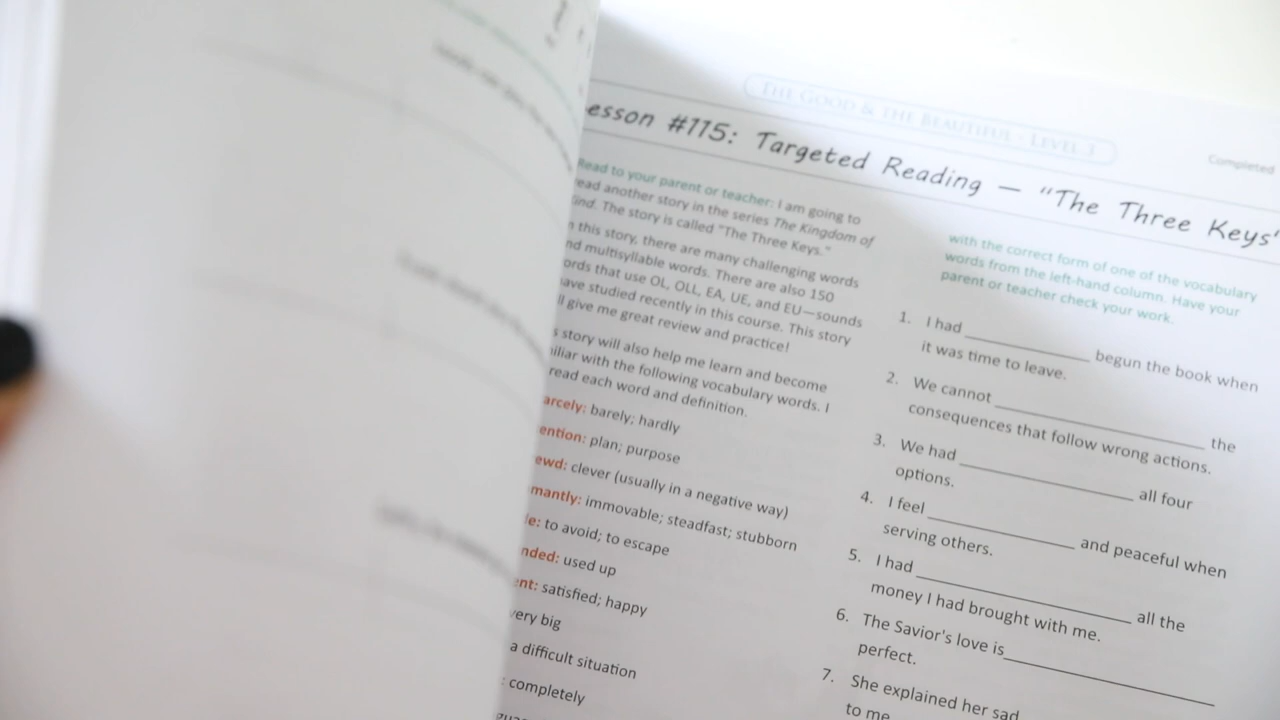 THE GOOD & THE BEAUTIFUL - LEVEL 3
Completed
esson #115: Targeted Reading — "The Three Keys"
Read to your parent or teacher: I am going to
ead another story in the series The Kingdom of
ind. The story is called "The Three Keys."
n this story, there are many challenging words
nd multisyllable words. There are also 150
ords that use OL, OLL, EA, UE, and EU—sounds
ave studied recently in this course. This story
ll give me great review and practice!
s story will also help me learn and become
iliar with the following vocabulary words. I
read each word and definition.
arcely: barely; hardly
ention: plan; purpose
ewd: clever (usually in a negative way)
mantly: immovable; steadfast; stubborn
e: to avoid; to escape
nded: used up
ent: satisfied; happy
very big
a difficult situation
: completely
with the correct form of one of the vocabulary
words from the left-hand column. Have your
parent or teacher check your work.
1. I had ____________ begun the book when
it was time to leave.
2. We cannot ____________ the
consequences that follow wrong actions.
3. We had ____________ all four
options.
4. I feel ____________ and peaceful when
serving others.
5. I had ____________ all the
money I had brought with me.
6. The Savior's love is ____________
perfect.
7. She explained her sad
to me